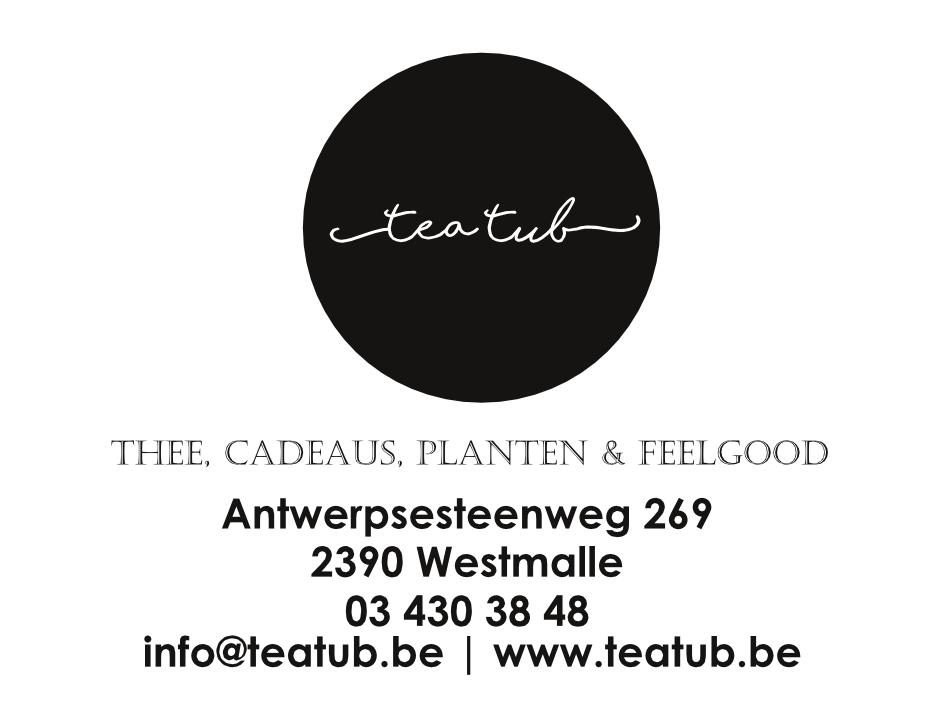 tea tub
THEE, CADEAUS, PLANTEN & FEELGOOD
Antwerpsesteenweg 269
2390 Westmalle
03 430 38 48
info@teatub.be | www.teatub.be